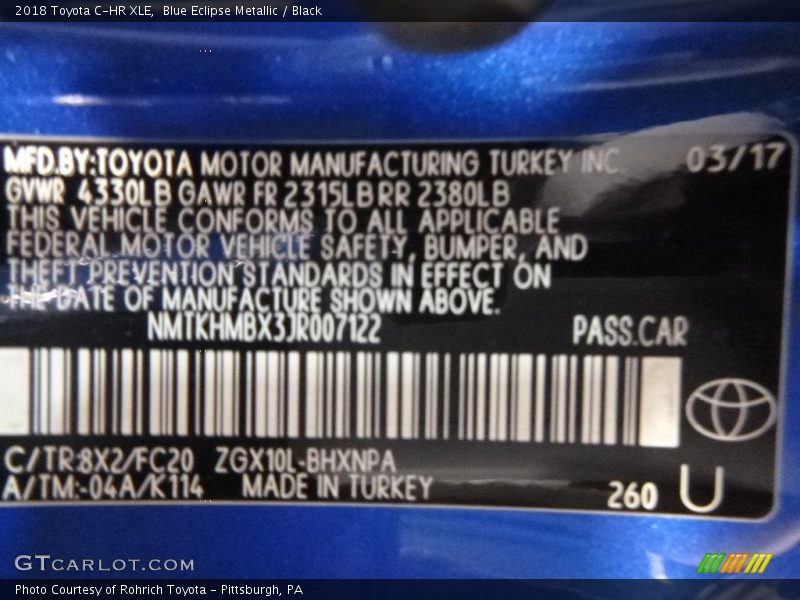 2018 Toyota C-HR XLE,  Blue Eclipse Metallic / Black
MFD.BY:TOYOTA MOTOR MANUFACTURING TURKEY INC. 03/17
GVWR 4330LB GAWR FR 2315LB RR 2380LB
THIS VEHICLE CONFORMS TO ALL APPLICABLE
FEDERAL MOTOR VEHICLE SAFETY, BUMPER, AND
THEFT PREVENTION STANDARDS IN EFFECT ON
THE DATE OF MANUFACTURE SHOWN ABOVE.
NMTKHMBX3JR007122 PASS.CAR
C/TR:8X2/FC20 ZGX10L-BHXNPA
A/TM:-04A/K114 MADE IN TURKEY 260 U
GTCARLOT.COM
Photo Courtesy of Rohrich Toyota - Pittsburgh, PA